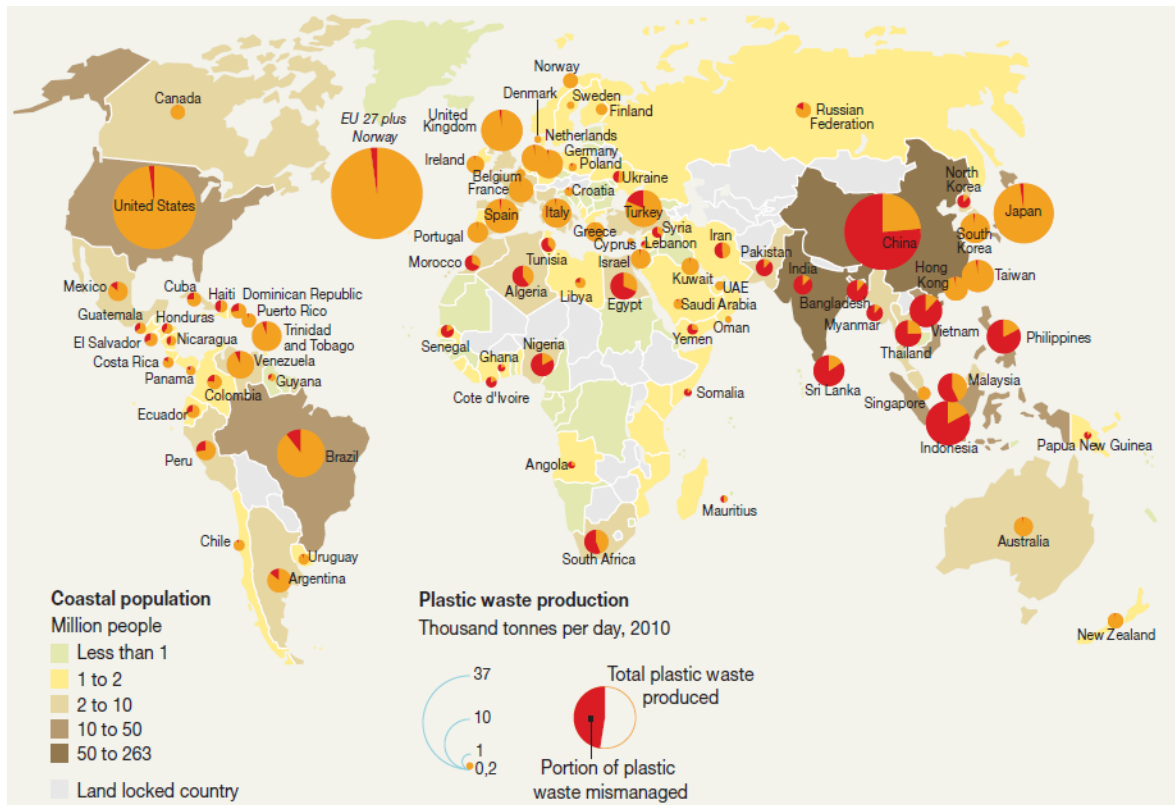 Canada
United States
Mexico
Cuba
Haiti
Dominican Republic
Puerto Rico
Guatemala
Honduras
Trinidad
and Tobago
El Salvador
Nicaragua
Costa Rica
Venezuela
Panama
Guyana
Colombia
Ecuador
Peru
Brazil
Chile
Uruguay
Argentina
EU 27 plus
Norway
Norway
Denmark
Sweden
Finland
United
Kingdom
Netherlands
Ireland
Germany
Poland
Belgium
France
Ukraine
Croatia
Spain
Italy
Turkey
Portugal
Greece
Syria
Cyprus
Lebanon
Morocco
Tunisia
Israel
Iran
Algeria
Libya
Egypt
Kuwait
UAE
Saudi Arabia
Oman
Yemen
Senegal
Ghana
Nigeria
Cote d'Ivoire
Somalia
Angola
Mauritius
South Africa
Russian
Federation
North
Korea
Japan
China
South
Korea
Pakistan
India
Hong
Kong
Taiwan
Bangladesh
Myanmar
Vietnam
Philippines
Thailand
Sri Lanka
Malaysia
Singapore
Indonesia
Papua New Guinea
Australia
New Zealand
Coastal population
Million people
Less than 1
1 to 2
2 to 10
10 to 50
50 to 263
Land locked country
Plastic waste production
Thousand tonnes per day, 2010
37
10
1
0,2
Total plastic waste
produced
Portion of plastic
waste mismanaged